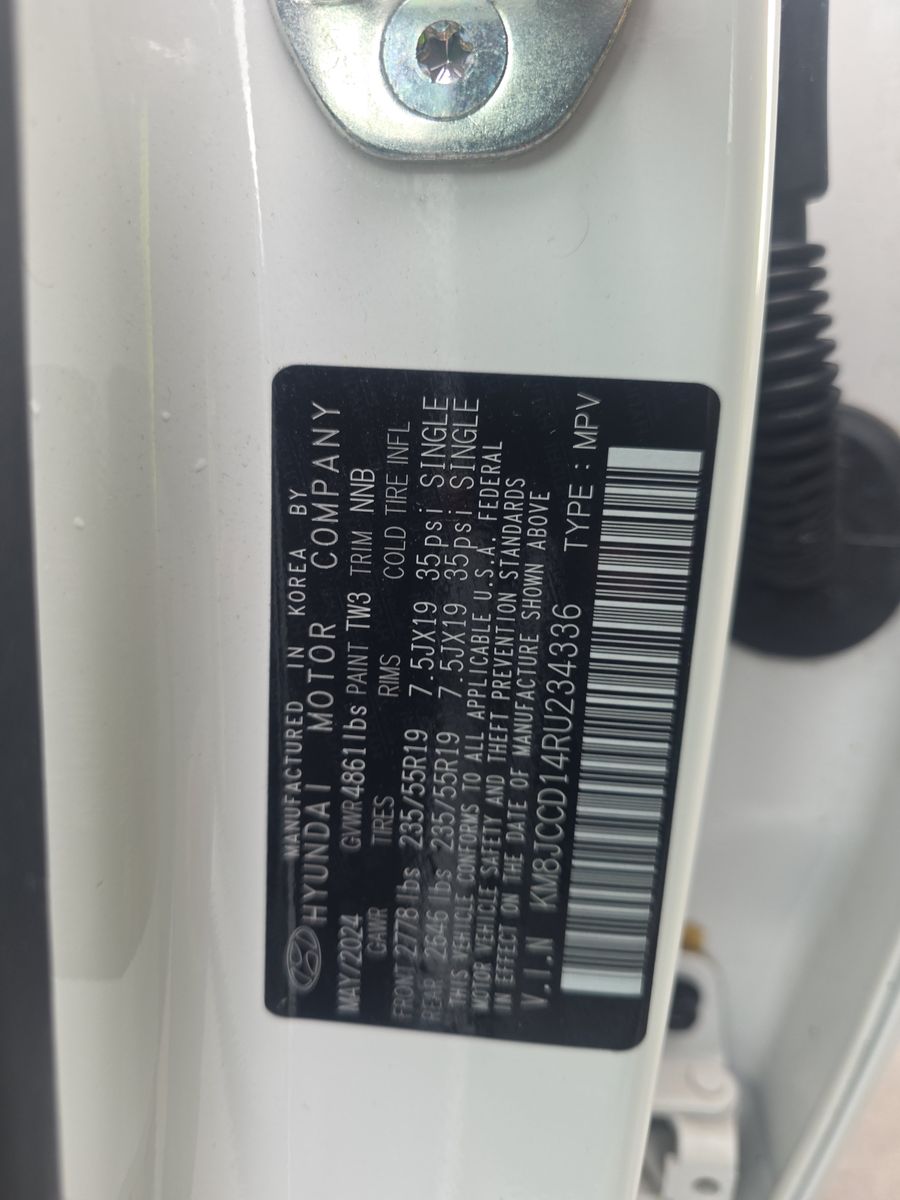 MANUFACTURED IN KOREA BY
HYUNDAI MOTOR COMPANY
MAY/2024 GVWR 4861lbs PAINT TW3 TRIM NNB
GAWR TIRES RIMS COLD TIRE INFL
FRONT 2778 lbs 235/55R19 7.5JX19 35psi SINGLE
REAR 2646 lbs 235/55R19 7.5JX19 35psi SINGLE
THIS VEHICLE CONFORMS TO ALL APPLICABLE U.S.A. FEDERAL
MOTOR VEHICLE SAFETY AND THEFT PREVENTION STANDARDS
IN EFFECT ON THE DATE OF MANUFACTURE SHOWN ABOVE
V.I.N KM8JCCD14RU234336 TYPE : MPV